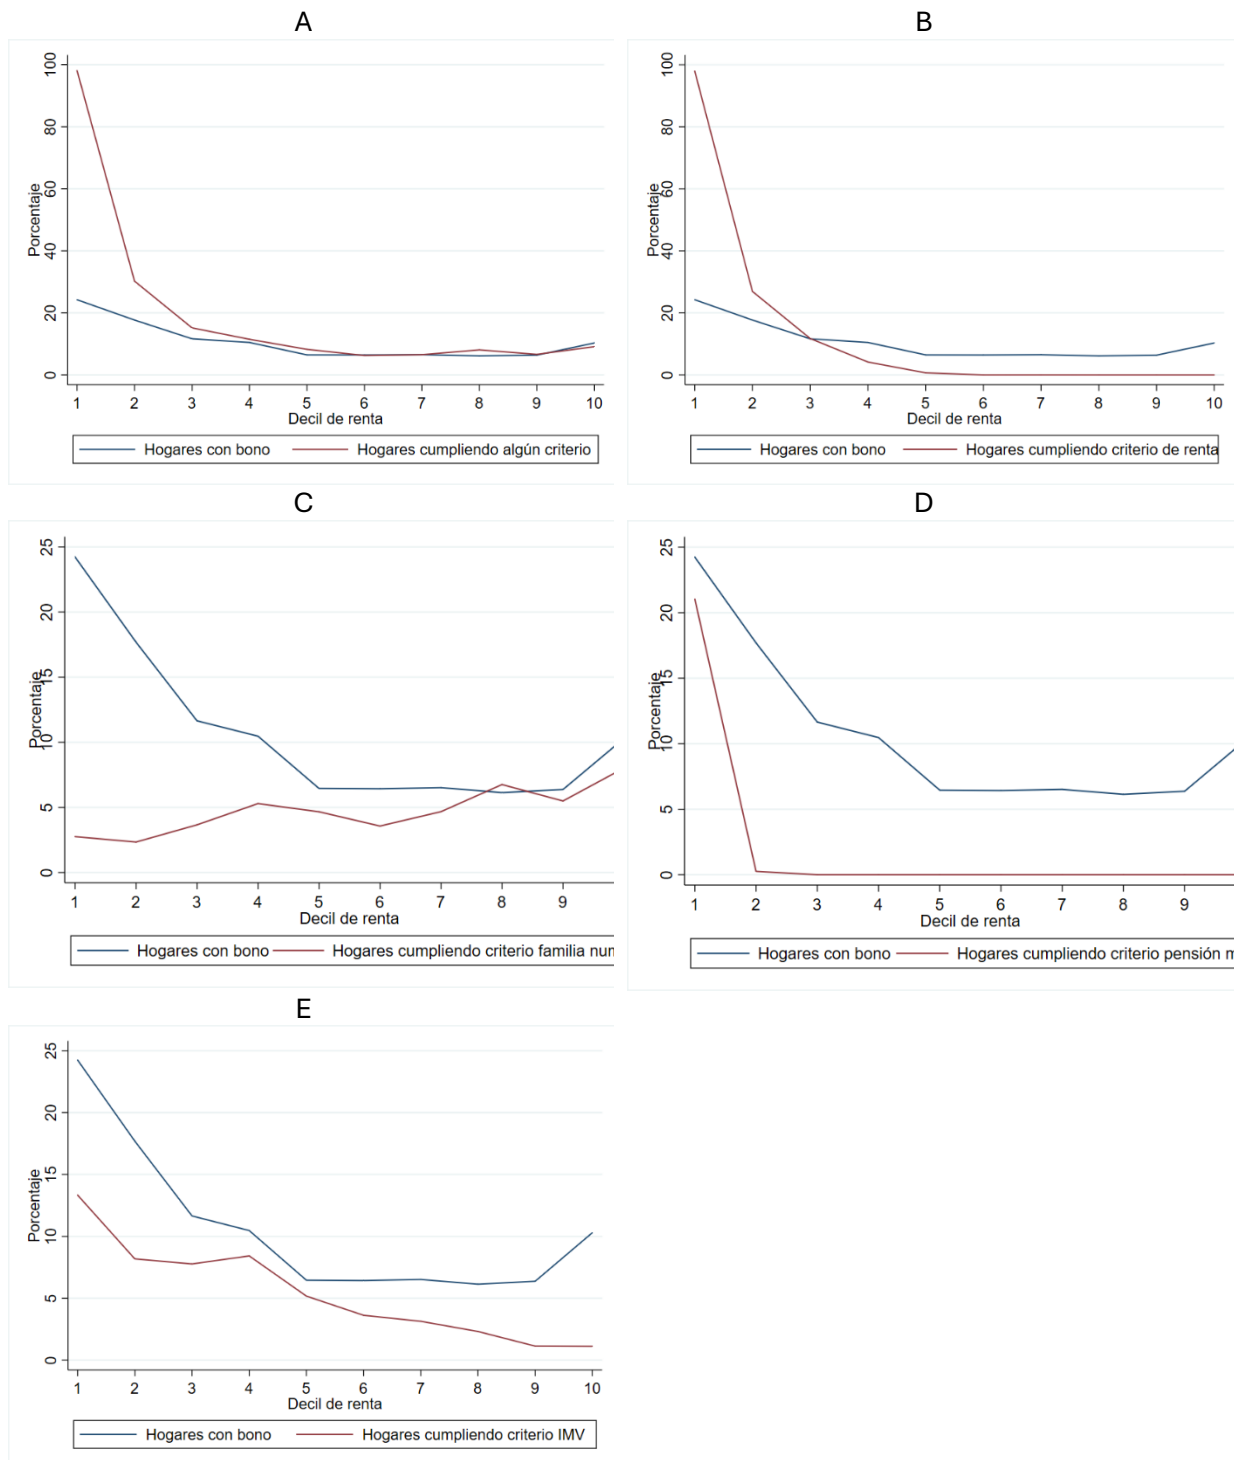 A
Porcentaje
0 20 40 60 80 100
1 2 3 4 5 6 7 8 9 10
Decil de renta
Hogares con bono Hogares cumpliendo algún criterio
B
Porcentaje
0 20 40 60 80 100
1 2 3 4 5 6 7 8 9 10
Decil de renta
Hogares con bono Hogares cumpliendo criterio de renta
C
Porcentaje
0 5 10 15 20 25
1 2 3 4 5 6 7 8 9
Decil de renta
Hogares con bono Hogares cumpliendo criterio familia num
D
Porcentaje
0 5 10 15 20 25
1 2 3 4 5 6 7 8 9
Decil de renta
Hogares con bono Hogares cumpliendo criterio pensión m
E
Porcentaje
0 5 10 15 20 25
1 2 3 4 5 6 7 8 9 10
Decil de renta
Hogares con bono Hogares cumpliendo criterio IMV